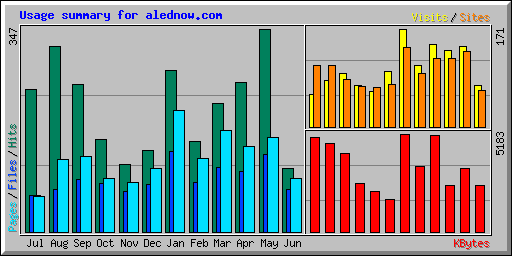 Usage summary for alednow.com
Visits / Sites
347
171
5183
Pages / Files / Hits
Jul Aug Sep Oct Nov Dec Jan Feb Mar Apr May Jun
KBytes